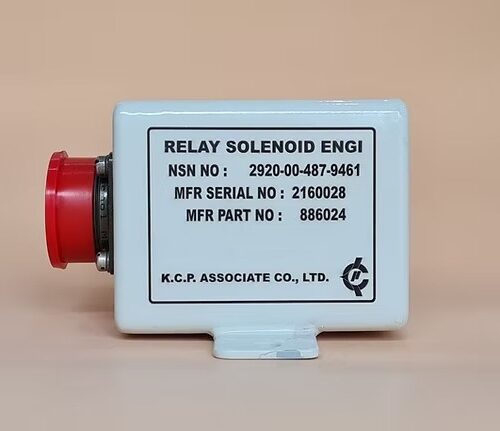 RELAY SOLENOID ENGI
NSN NO : 2920-00-487-9461
MFR SERIAL NO : 2160028
MFR PART NO : 886024
K.C.P. ASSOCIATE CO., LTD.